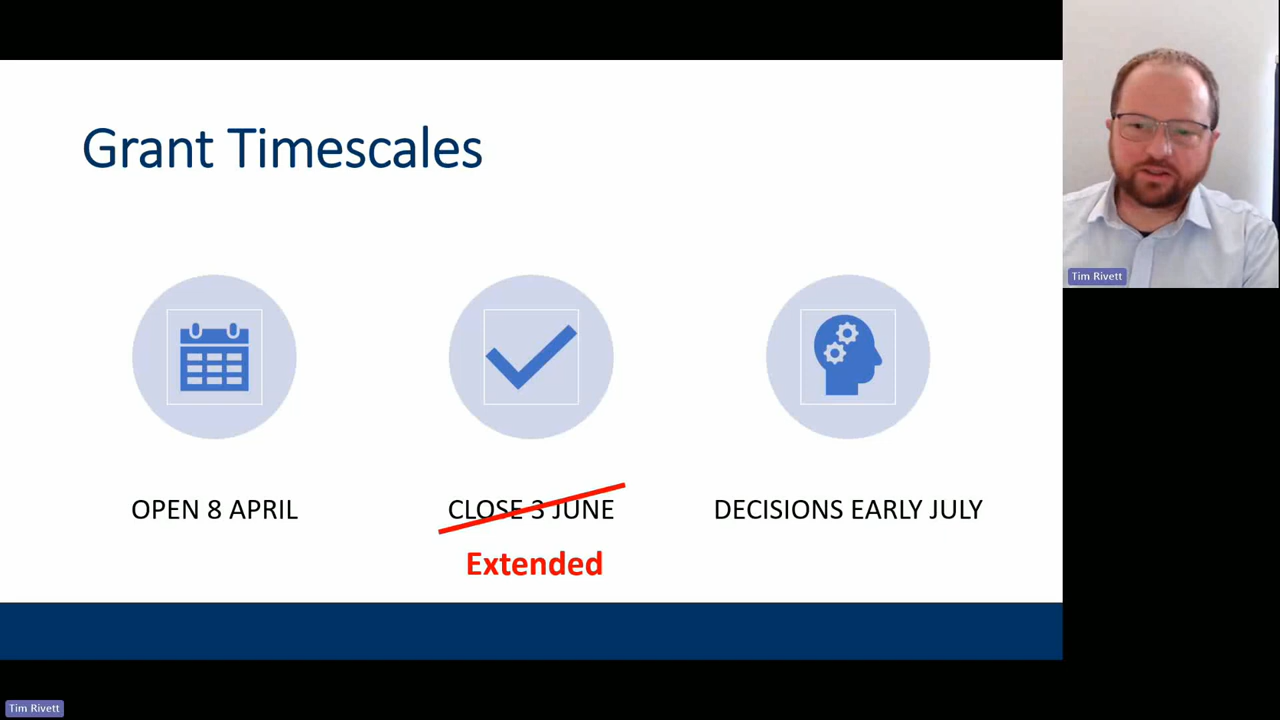 Grant Timescales
OPEN 8 APRIL
CLOSE 3 JUNE
Extended
DECISIONS EARLY JULY
Tim Rivett
Tim Rivett